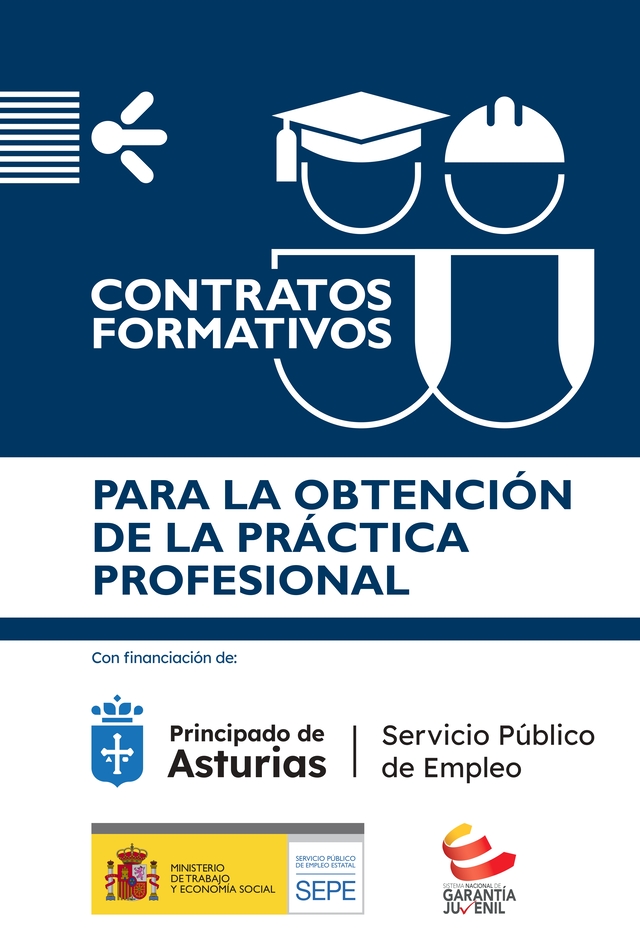 CONTRATOS
FORMATIVOS
PARA LA OBTENCIÓN
DE LA PRÁCTICA
PROFESIONAL
Con financiación de:
Principado de
Asturias
Servicio Público
de Empleo
MINISTERIO
DE TRABAJO
Y ECONOMÍA SOCIAL
SERVICIO PÚBLICO
DE EMPLEO ESTATAL
SEPE
SISTEMA NACIONAL DE
GARANTÍA
JUVENIL